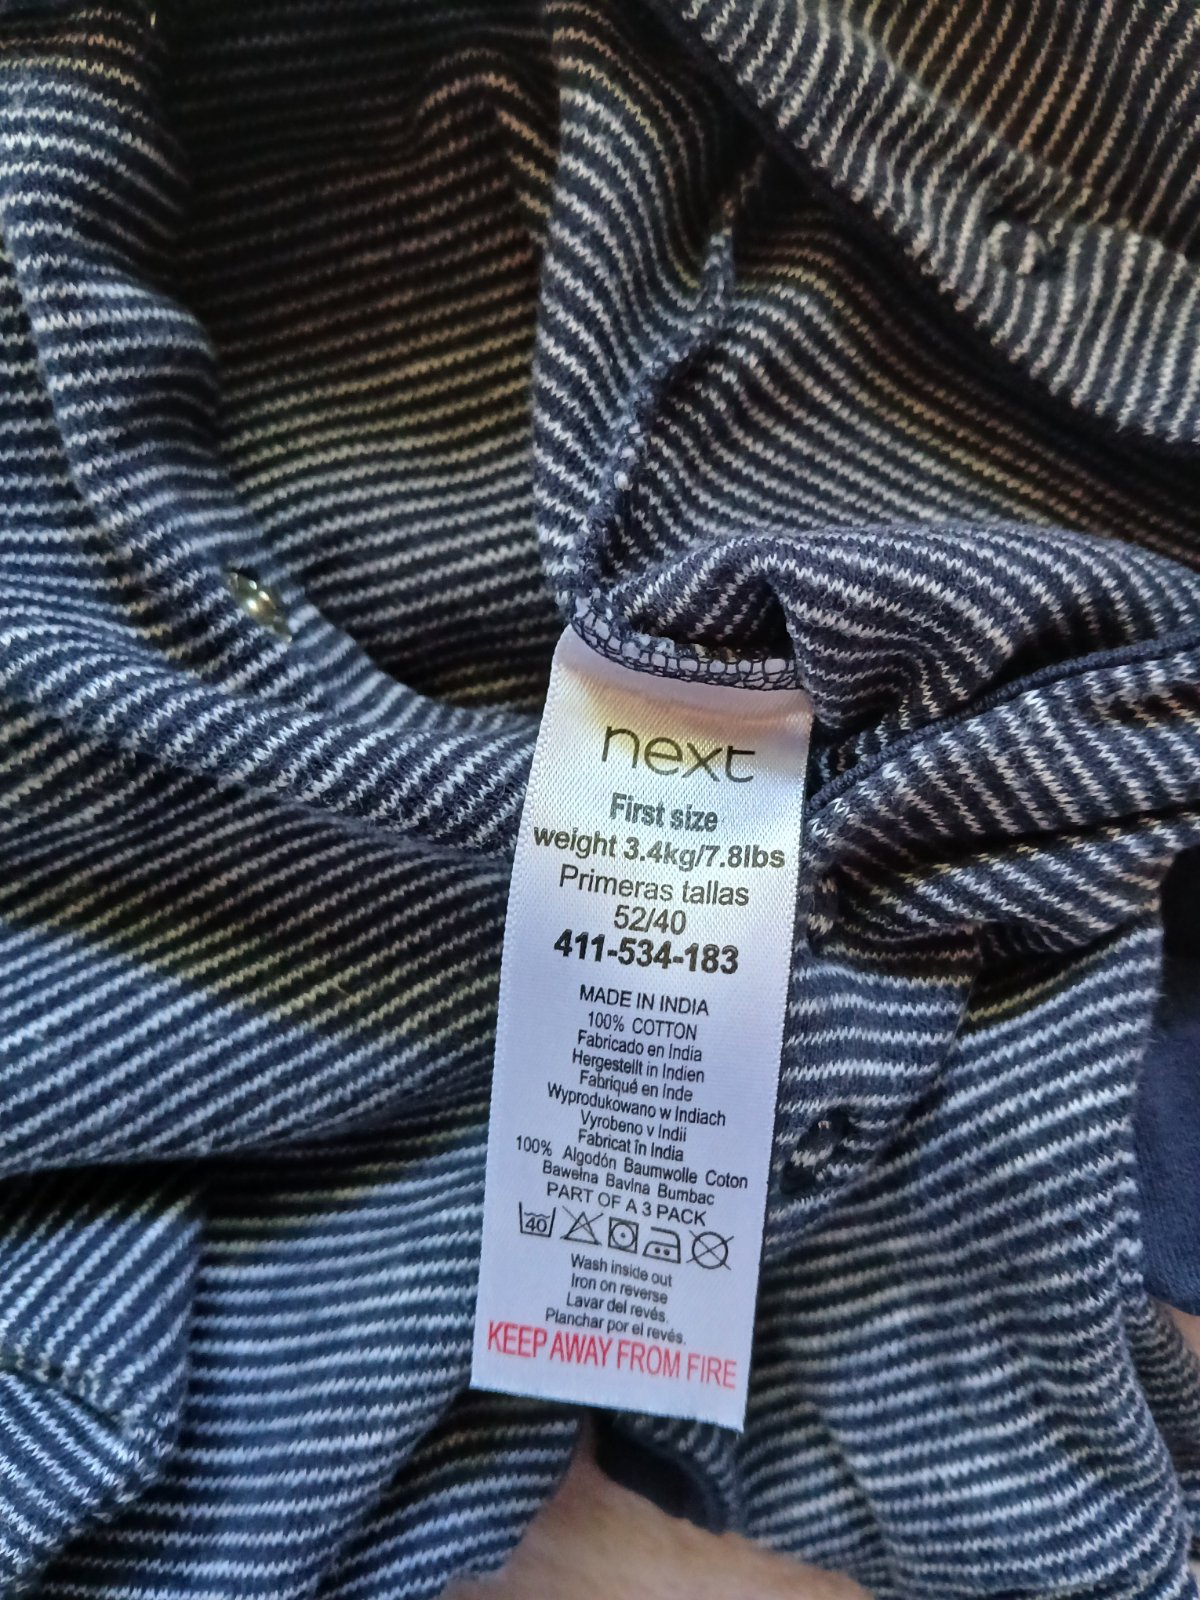 next
First size
weight 3.4kg/7.8lbs
Primeras tallas
52/40
411-534-183
MADE IN INDIA
100% COTTON
Fabricado en India
Hergestellt in Indien
Fabriqué en Inde
Wyprodukowano w Indiach
Vyrobeno v Indii
Fabricat în India
100% Algodón Baumwolle Coton
Bawełna Bavlna Bumbac
PART OF A 3 PACK
40
Wash inside out
Iron on reverse
Lavar del revés.
Planchar por el revés.
KEEP AWAY FROM FIRE